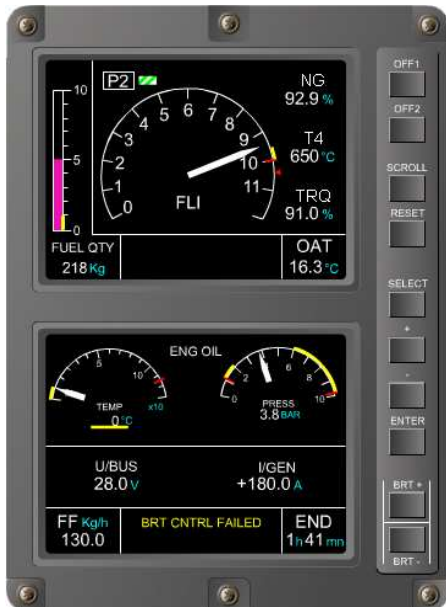 P2
NG
92.9 %
10
5
0
0
1
2
3
4
5
6
7
8
9
10
11
T4
650 °C
FLI
TRQ
91.0 %
FUEL QTY
218 Kg
OAT
16.3 °C
ENG OIL
5
10
x10
TEMP
0 °C
0
2
6
8
10
PRESS
3.8 BAR
U/BUS
28.0 V
I/GEN
+180.0 A
FF Kg/h
130.0
BRT CNTRL FAILED
END
1h 41 mn
OFF1
OFF2
SCROLL
RESET
SELECT
+
-
ENTER
BRT +
BRT -